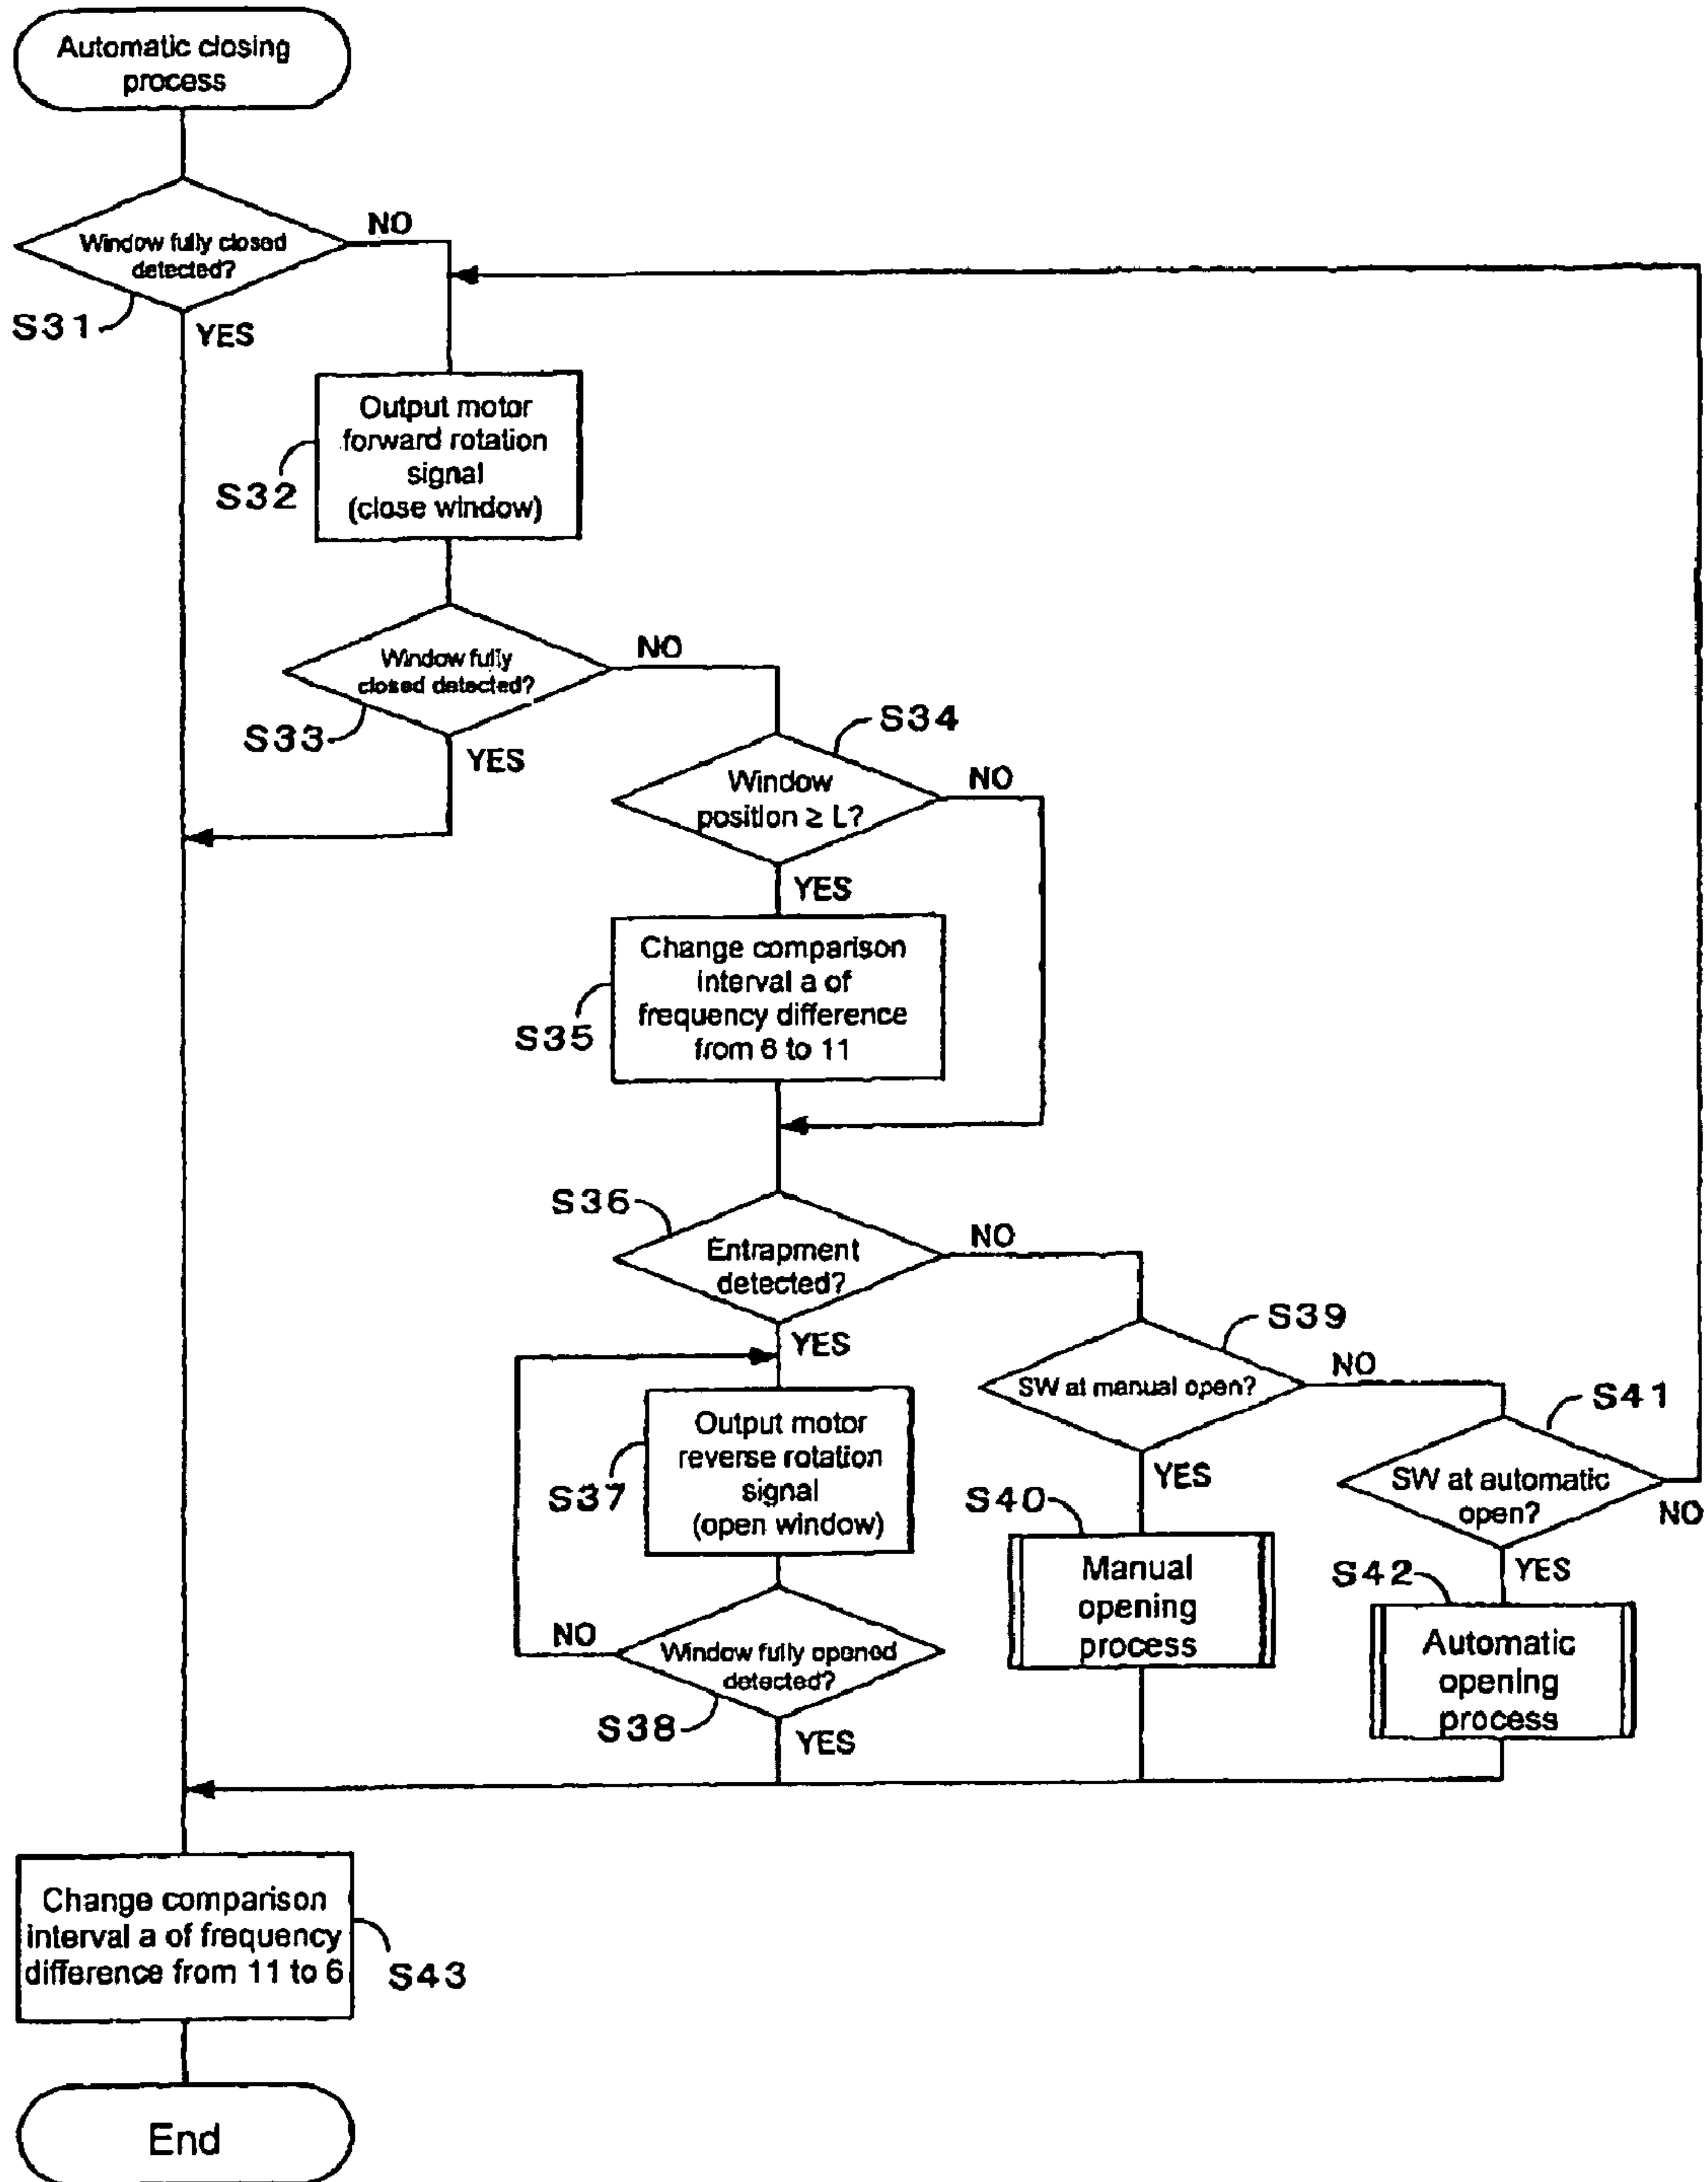 Automatic closing
process
Window fully closed
detected?
NO
S31
YES
Output motor
forward rotation
signal
(close window)
S32
Window fully
closed detected?
NO
S33
YES
S34
Window
position ≥ L?
NO
YES
Change comparison
interval a of
frequency difference
from 6 to 11
S35
S36
Entrapment
detected?
NO
YES
S39
SW at manual open?
NO
YES
S41
SW at automatic
open?
NO
YES
Output motor
reverse rotation
signal
(open window)
S37
S40
Manual
opening
process
S42
Automatic
opening
process
NO
Window fully opened
detected?
S38
YES
Change comparison
interval a of frequency
difference from 11 to 6
S43
End